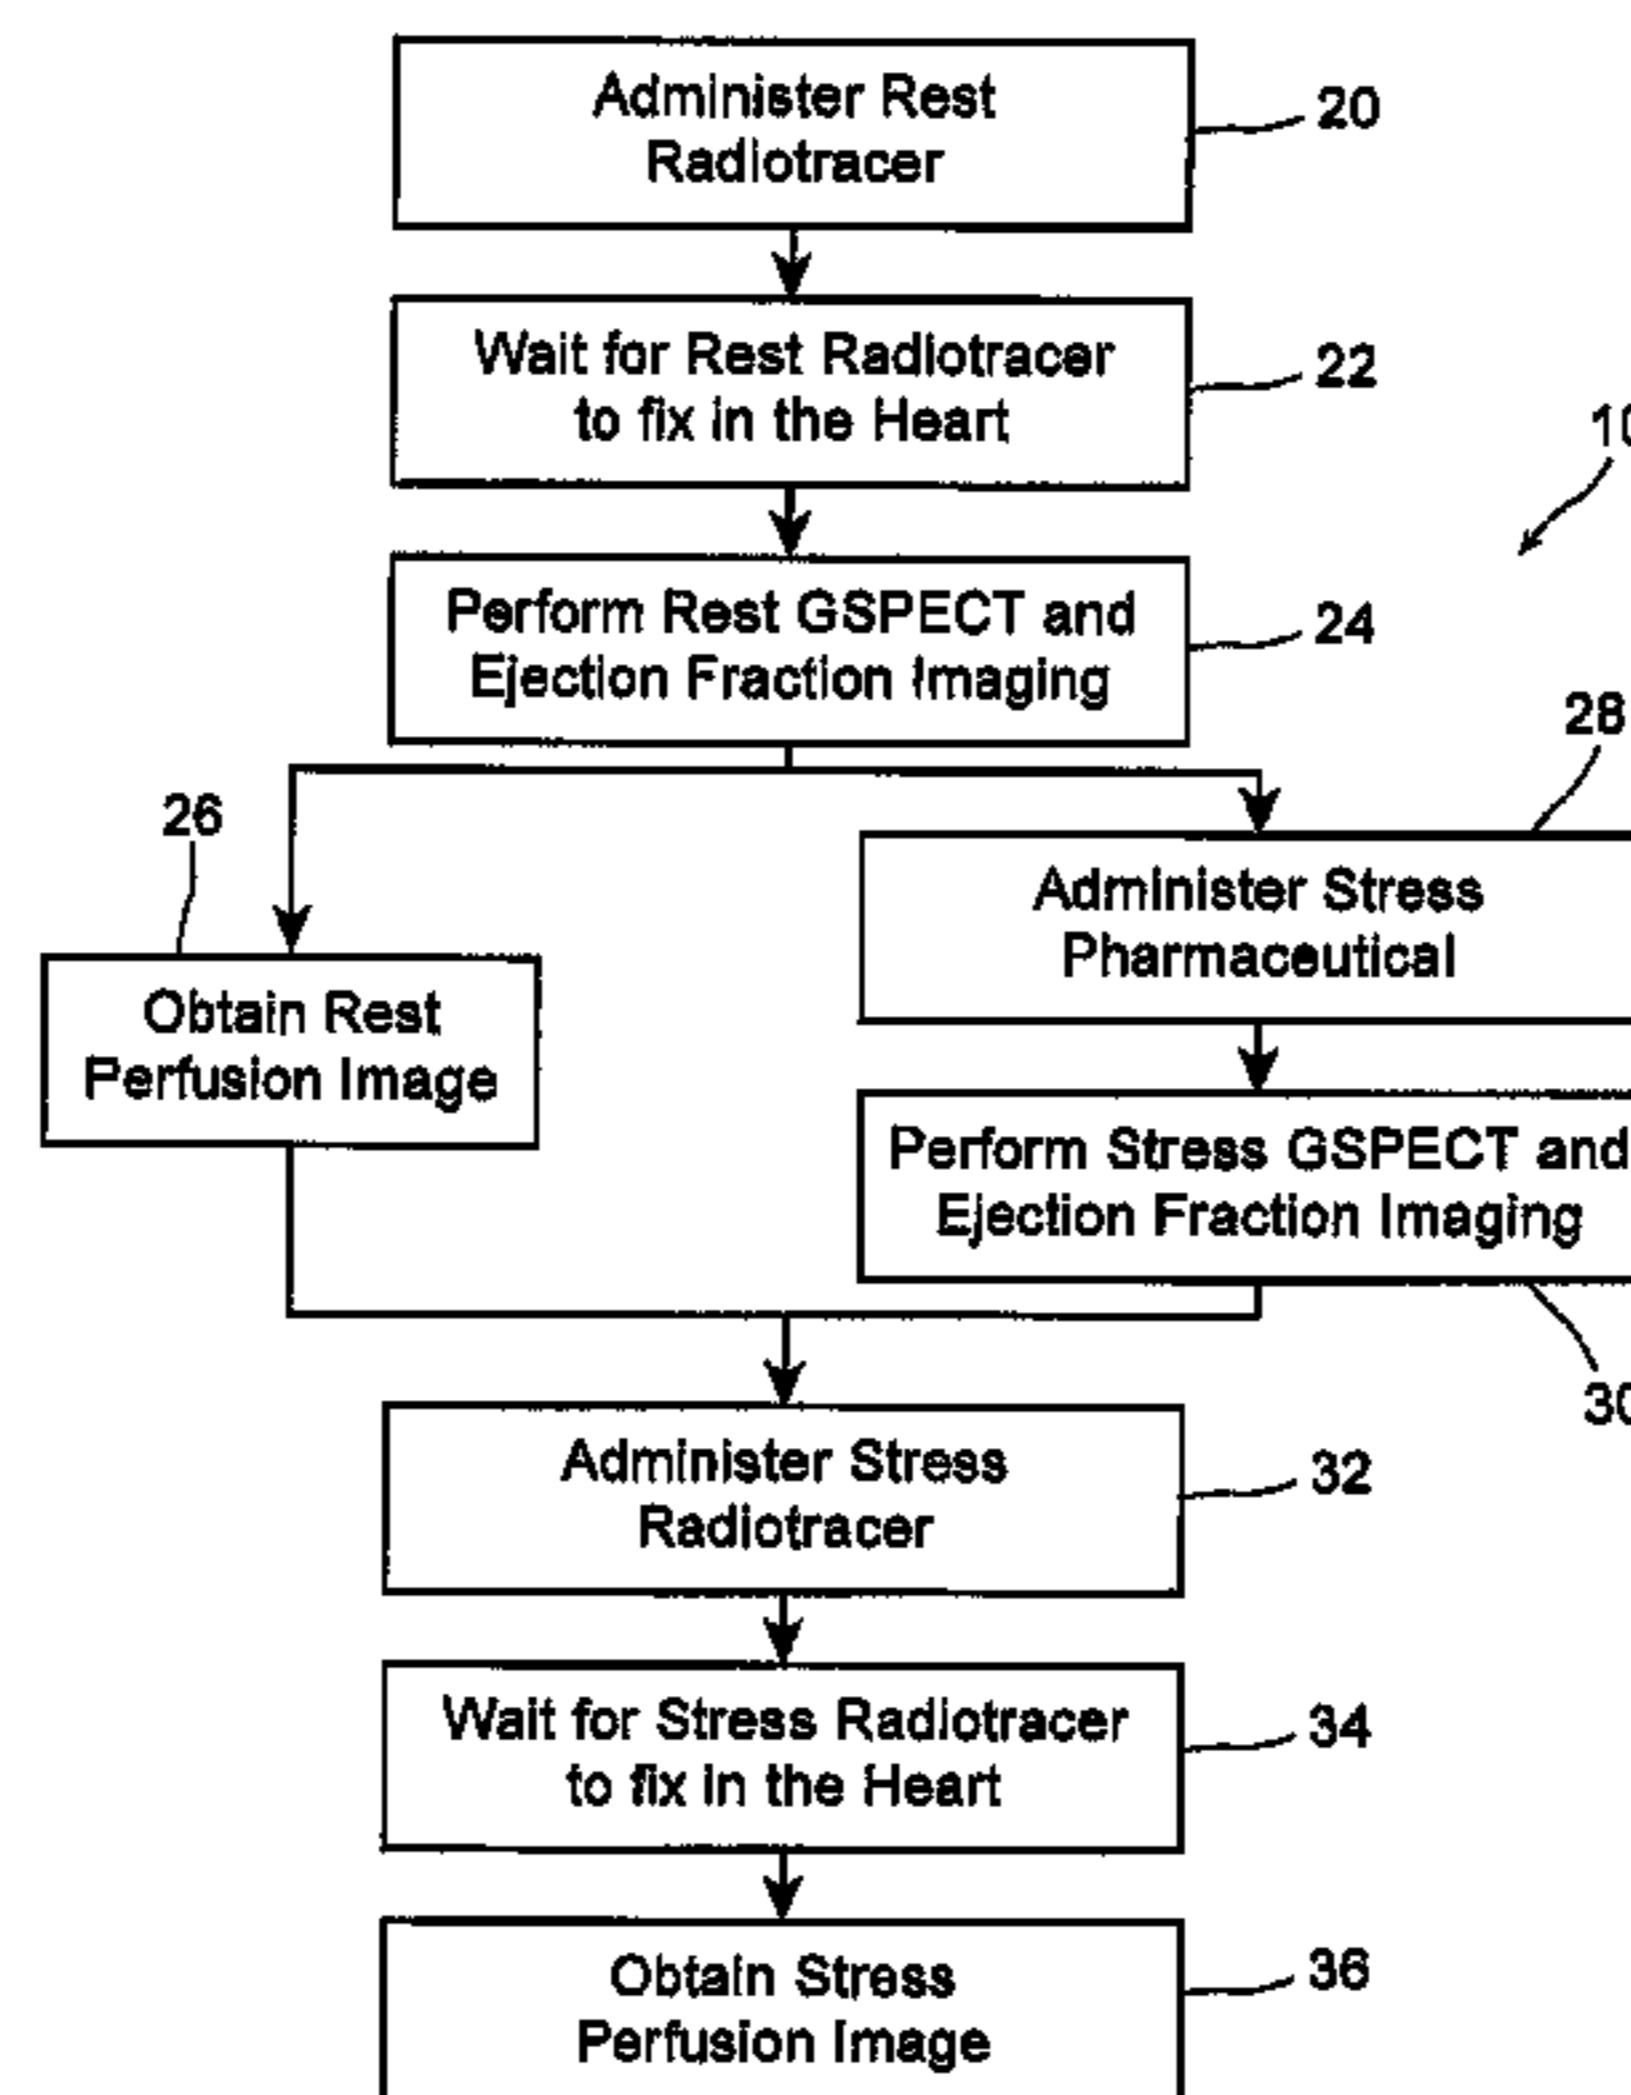 Administer Rest
Radiotracer
20
Wait for Rest Radiotracer
to fix in the Heart
22
10
Perform Rest GSPECT and
Ejection Fraction Imaging
24
28
26
Administer Stress
Pharmaceutical
Obtain Rest
Perfusion Image
Perform Stress GSPECT and
Ejection Fraction Imaging
30
Administer Stress
Radiotracer
32
Wait for Stress Radiotracer
to fix in the Heart
34
Obtain Stress
Perfusion Image
36